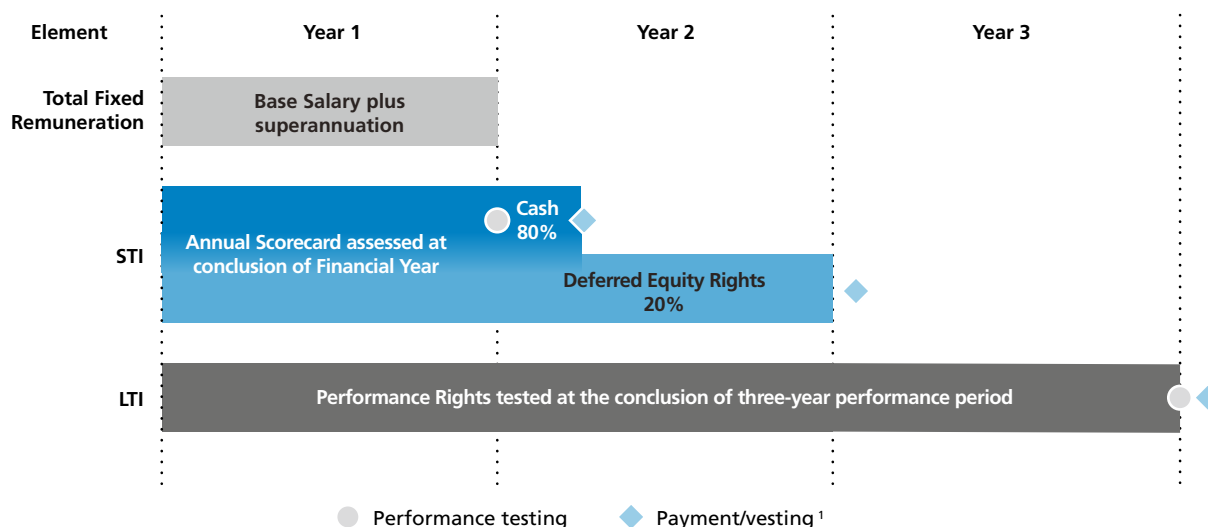 Element
Year 1
Year 2
Year 3
Total Fixed
Remuneration
Base Salary plus
superannuation
STI
Annual Scorecard assessed at
conclusion of Financial Year
Cash
80%
Deferred Equity Rights
20%
LTI
Performance Rights tested at the conclusion of three-year performance period
Performance testing
Payment/vesting 1